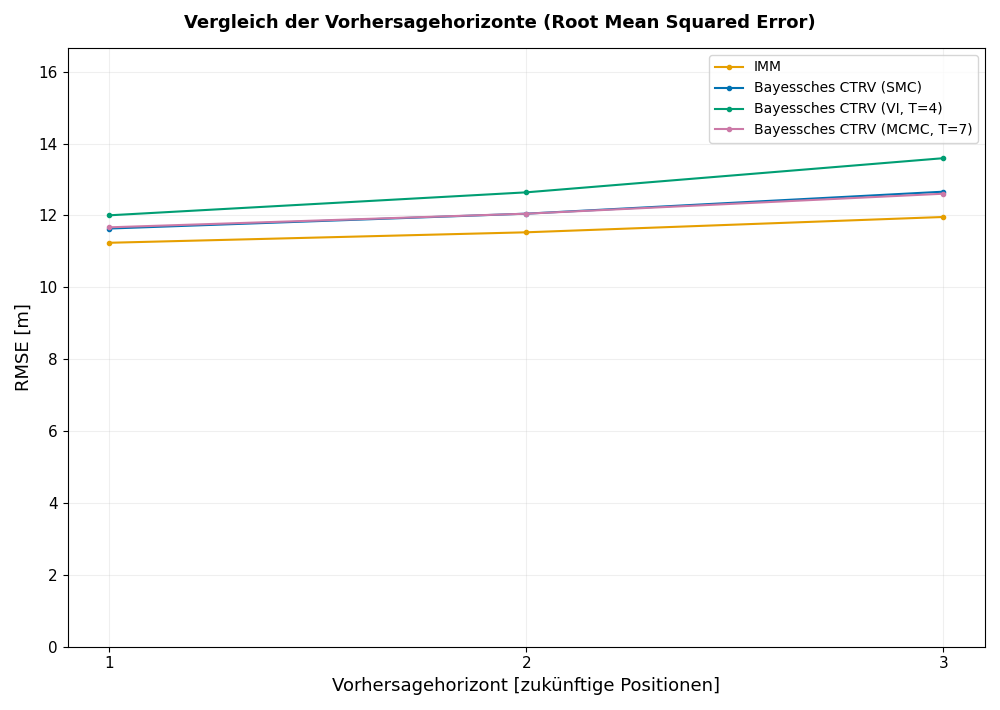 Vergleich der Vorhersagehorizonte (Root Mean Squared Error)
IMM
Bayessches CTRV (SMC)
Bayessches CTRV (VI, T=4)
Bayessches CTRV (MCMC, T=7)
RMSE [m]
16
14
12
10
8
6
4
2
0
1
2
3
Vorhersagehorizont [zukünftige Positionen]